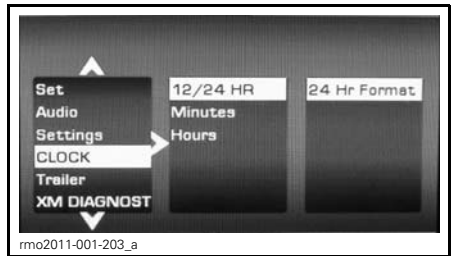 Set
Audio
Settings
CLOCK
Trailer
XM DIAGNOST
12/24 HR
Minutes
Hours
24 Hr Format
rmo2011-001-203_a